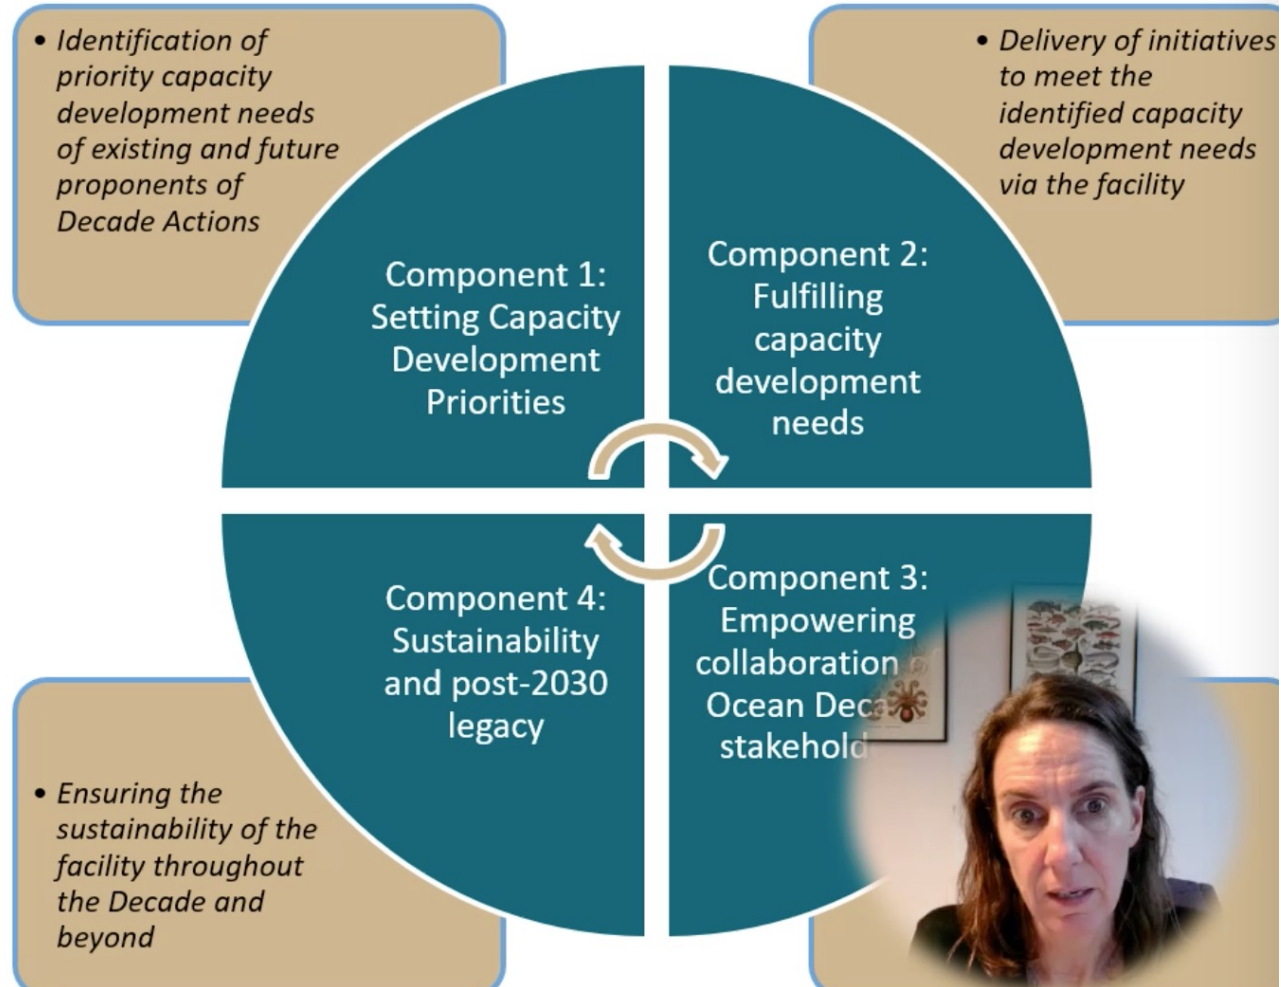 • Identification of
priority capacity
development needs
of existing and future
proponents of
Decade Actions
• Delivery of initiatives
to meet the
identified capacity
development needs
via the facility
Component 1:
Setting Capacity
Development
Priorities
Component 2:
Fulfilling
capacity
development
needs
Component 3:
Empowering
collaboration
Ocean
Component 4:
Sustainability
and post-2030
legacy
• Ensuring the
sustainability of the
facility throughout
the Decade and
beyond